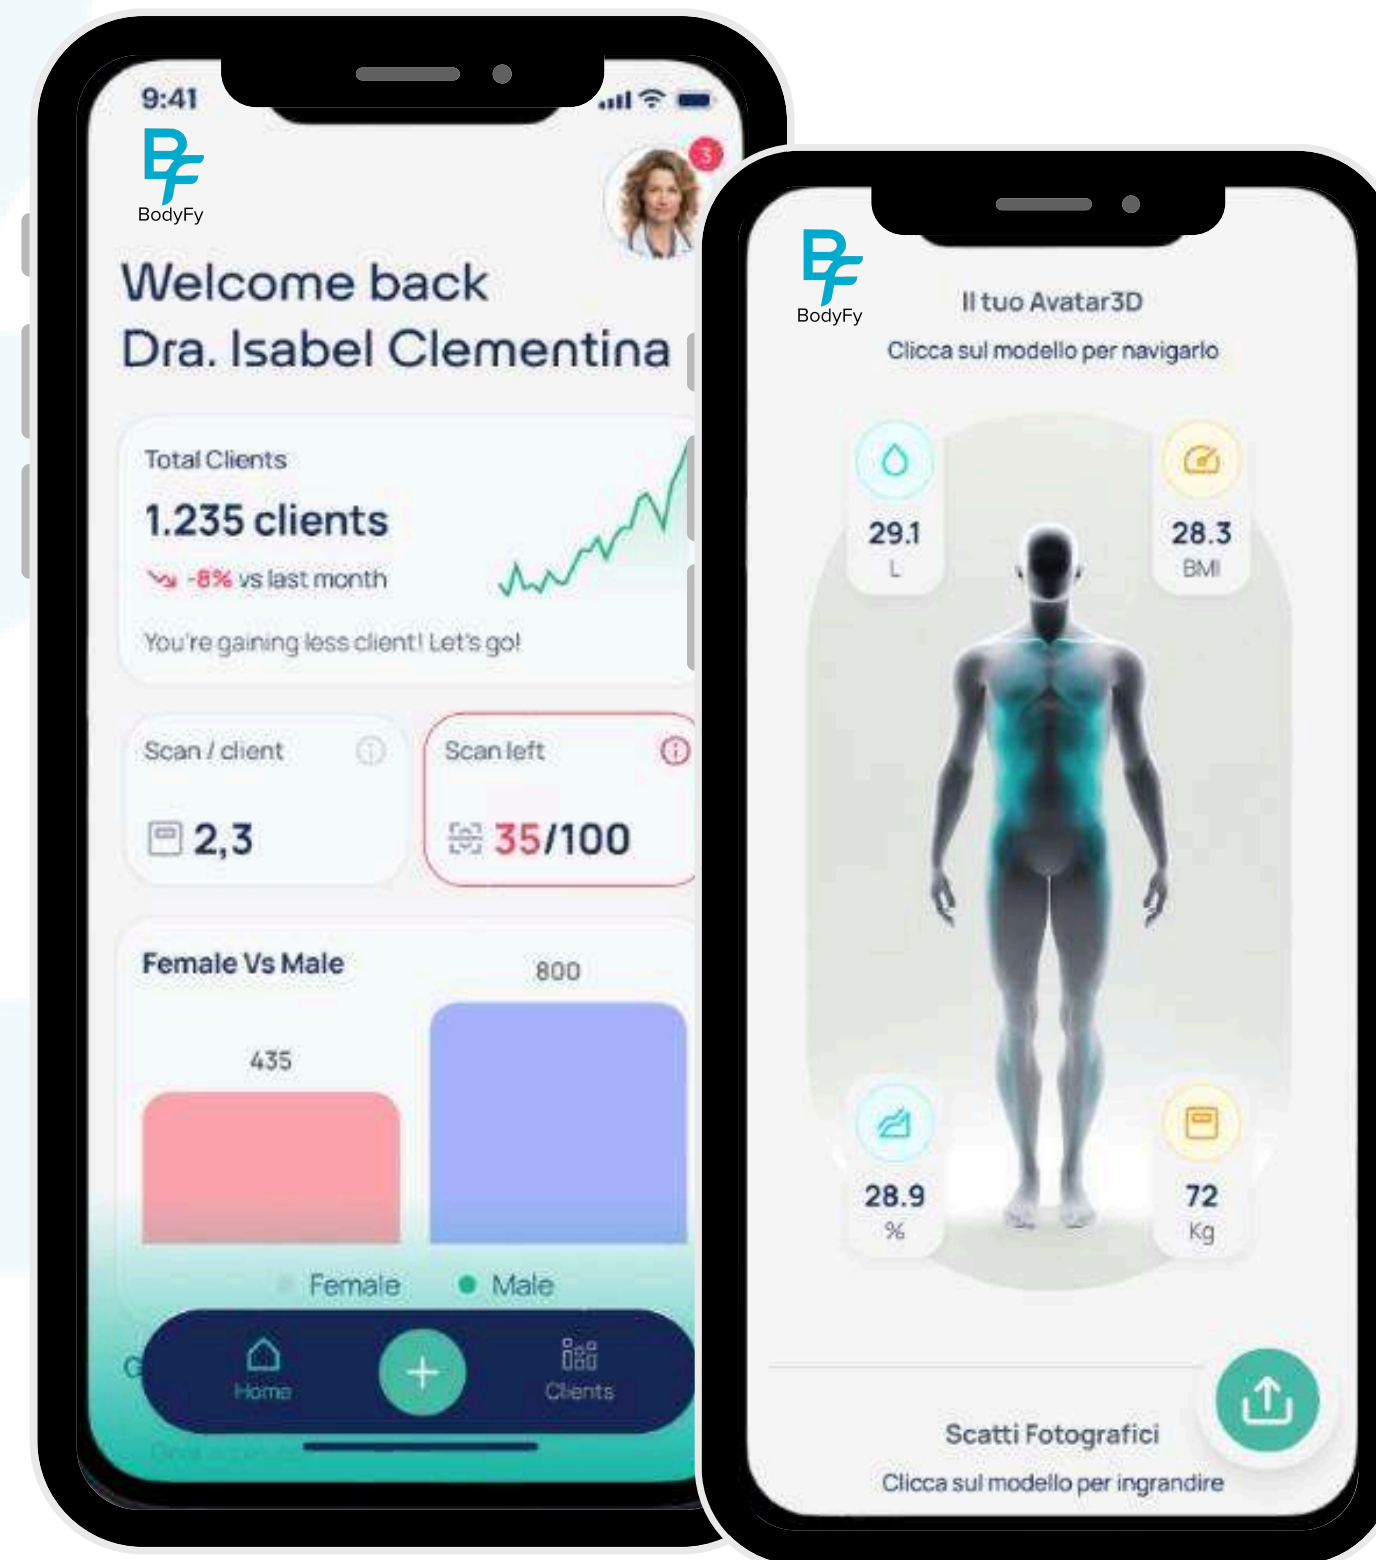 9:41
BodyFy
3
Welcome back
Dra. Isabel Clementina
Total Clients
1.235 clients
-8% vs last month
You're gaining less client! Let's go!
Scan / client
2,3
Scan left
35/100
Female Vs Male
435
800
Female
Male
Home
Clients
BodyFy
Il tuo Avatar3D
Clicca sul modello per navigarlo
29.1
L
28.3
BMI
28.9
%
72
Kg
Scatti Fotografici
Clicca sul modello per ingrandire